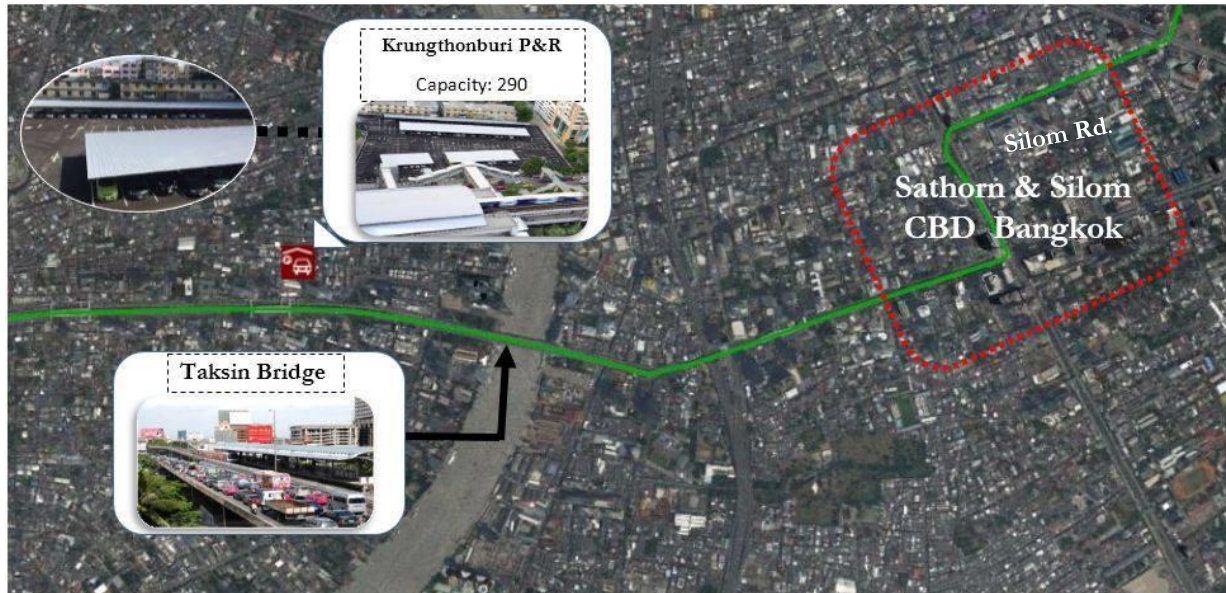 Krungthonburi P&R
Capacity: 290
Silom Rd.
Sathorn & Silom
CBD Bangkok
Taksin Bridge